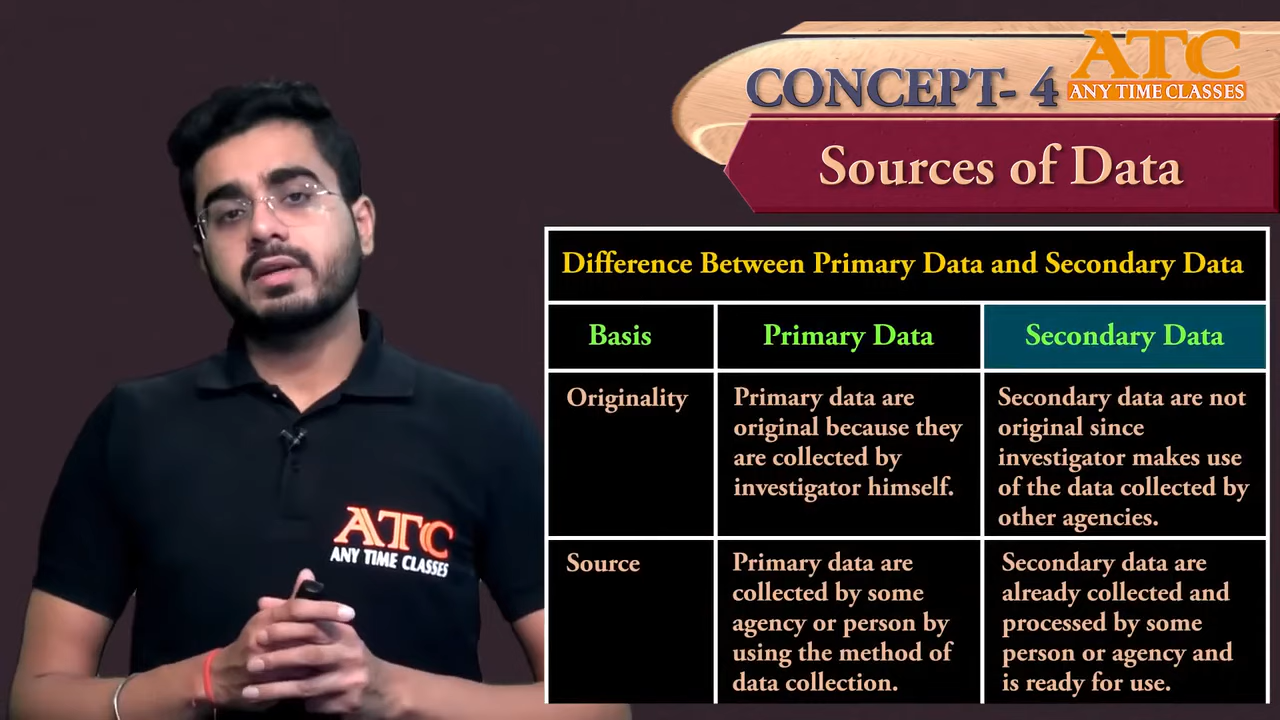 CONCEPT- 4
ATC
ANY TIME CLASSES
Sources of Data
Difference Between Primary Data and Secondary Data
Basis
Primary Data
Secondary Data
Originality
Primary data are
original because they
are collected by
investigator himself.
Secondary data are not
original since
investigator makes use
of the data collected by
other agencies.
Source
Primary data are
collected by some
agency or person by
using the method of
data collection.
Secondary data are
already collected and
processed by some
person or agency and
is ready for use.
ATC
ANY TIME CLASSES